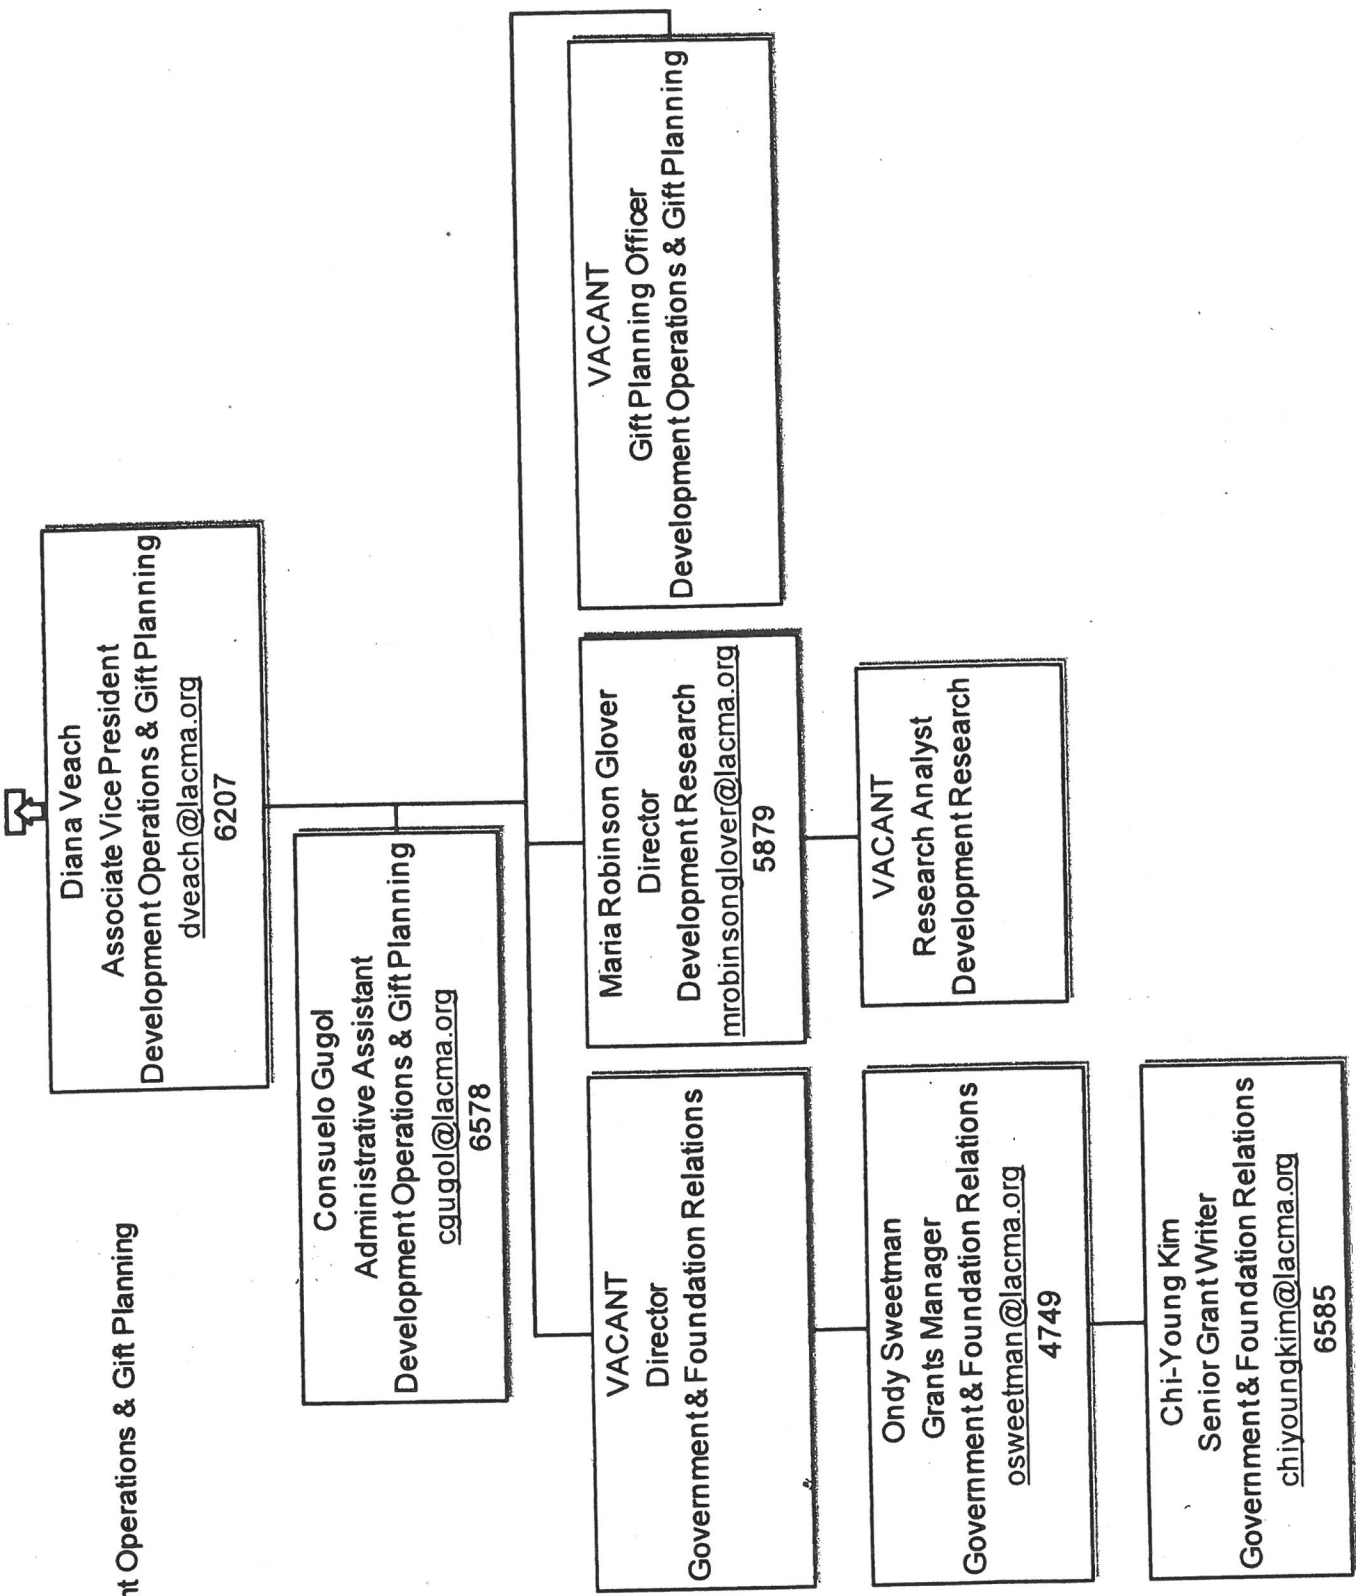 nt Operations & Gift Planning
Diana Veach
Associate Vice President
Development Operations & Gift Planning
dveach@lacma.org
6207
Consuelo Gugol
Administrative Assistant
Development Operations & Gift Planning
cgugol@lacma.org
6578
VACANT
Director
Government & Foundation Relations
Maria Robinson Glover
Director
Development Research
mrobinsonglover@lacma.org
5879
VACANT
Gift Planning Officer
Development Operations & Gift Planning
Ondy Sweetman
Grants Manager
Government & Foundation Relations
osweetman@lacma.org
4749
VACANT
Research Analyst
Development Research
Chi-Young Kim
Senior Grant Writer
Government & Foundation Relations
chiyoungkim@lacma.org
6585